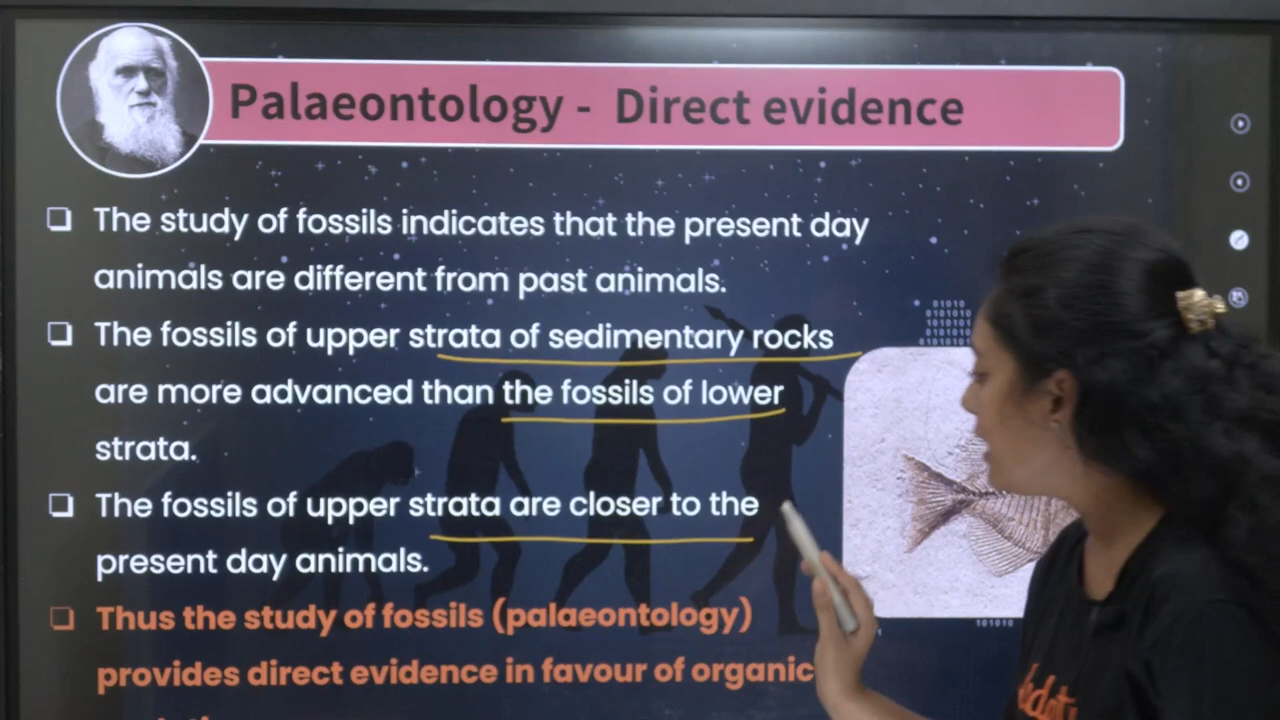 Palaeontology - Direct evidence
❑ The study of fossils indicates that the present day
animals are different from past animals.
❑ The fossils of upper strata of sedimentary rocks
are more advanced than the fossils of lower
strata.
❑ The fossils of upper strata are closer to the
present day animals.
❑ Thus the study of fossils (palaeontology)
provides direct evidence in favour of organic
01010
010101
101010